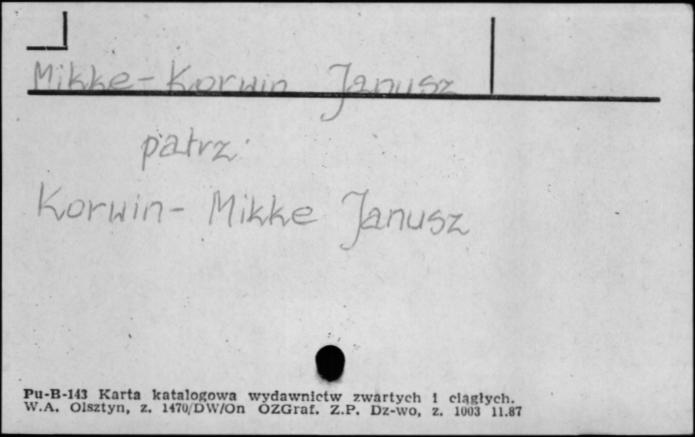 Mikke-Korwin Janusz
patrz
Korwin-Mikke Janusz
Pu-B-143 Karta katalogowa wydawnictw zwartych i ciągłych.
W.A. Olsztyn, z. 1470/DW/On OZGraf. Z.P. Dz-wo, z. 1003 11.87